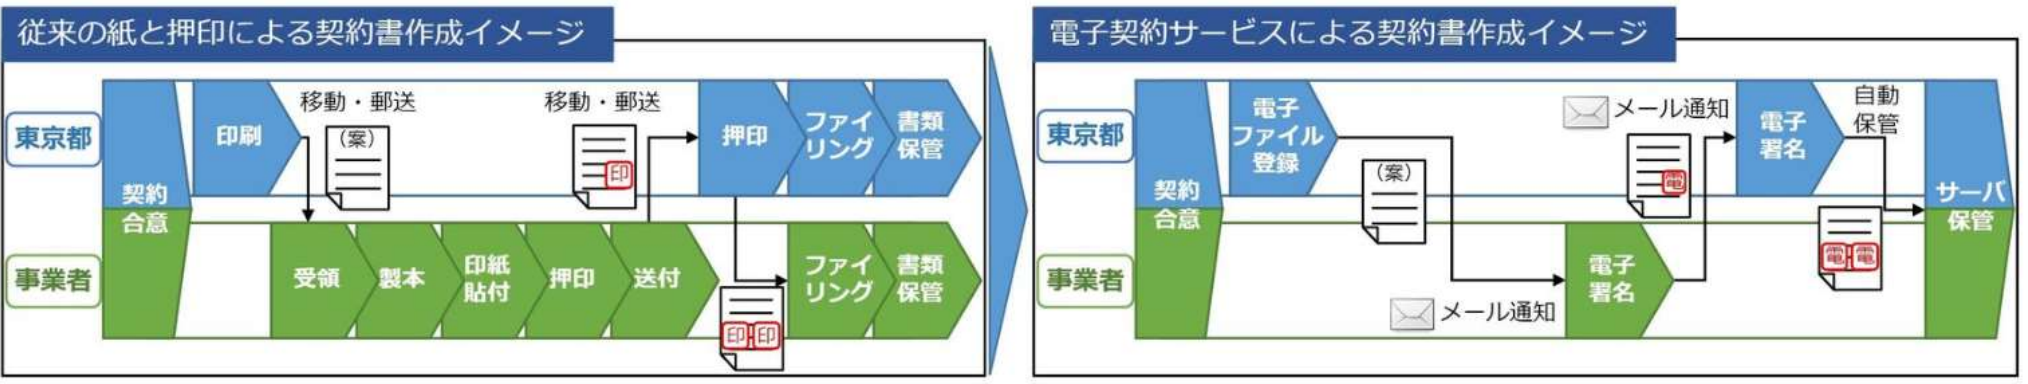 従来の紙と押印による契約書作成イメージ
東京都
事業者
契約
合意
印刷
移動・郵送
(案)
受領
製本
印紙
貼付
押印
送付
移動・郵送
印
押印
ファイ
リング
書類
保管
印印
ファイ
リング
書類
保管
電子契約サービスによる契約書作成イメージ
東京都
事業者
契約
合意
電子
ファイル
登録
(案)
メール通知
電子
署名
メール通知
電
電子
署名
自動
保管
電電
サーバ
保管